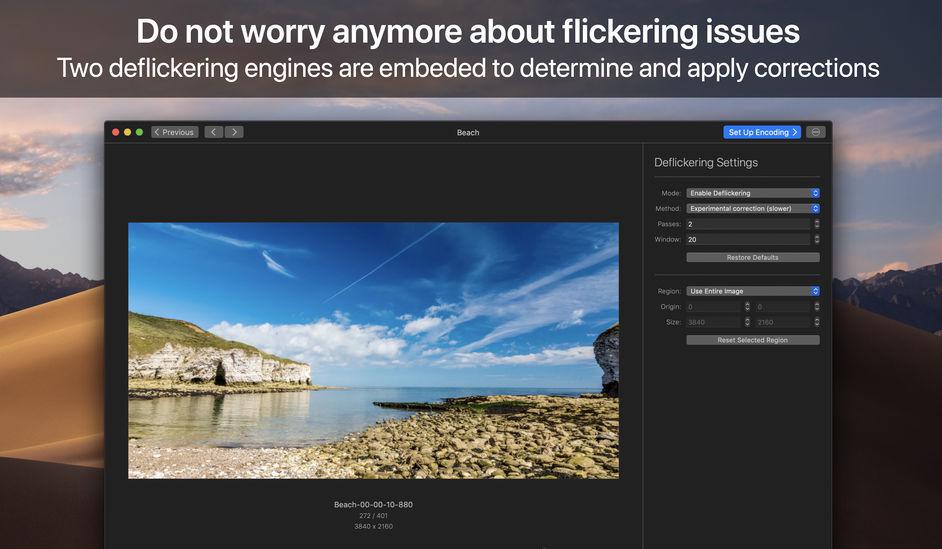 Do not worry anymore about flickering issues
Two deflickering engines are embeded to determine and apply corrections
Previous
Beach
Set Up Encoding
Deflickering Settings
Mode: Enable Deflickering
Method: Experimental correction (slower)
Passes: 2
Window: 20
Restore Defaults
Region: Use Entire Image
Origin: 0 0
Size: 3840 2160
Reset Selected Region
Beach-00-00-10-880
272 / 401
3840 x 2160